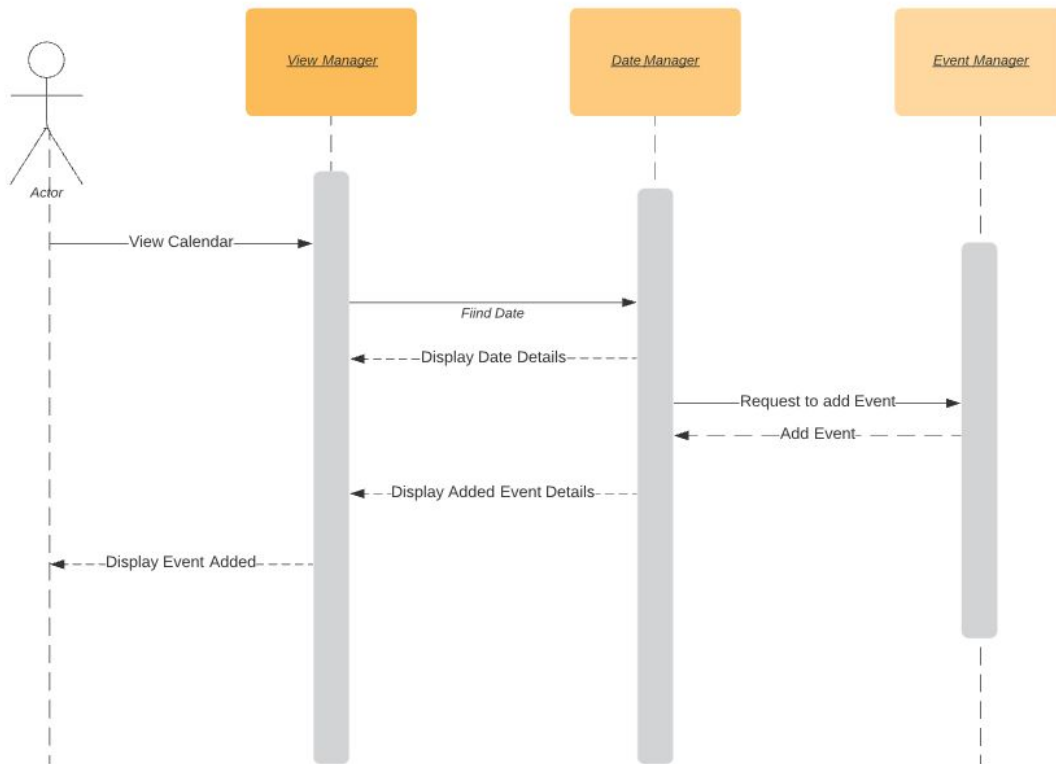 View Manager
Date Manager
Event Manager
Actor
View Calendar
Fiind Date
Display Date Details
Request to add Event
Add Event
Display Added Event Details
Display Event Added